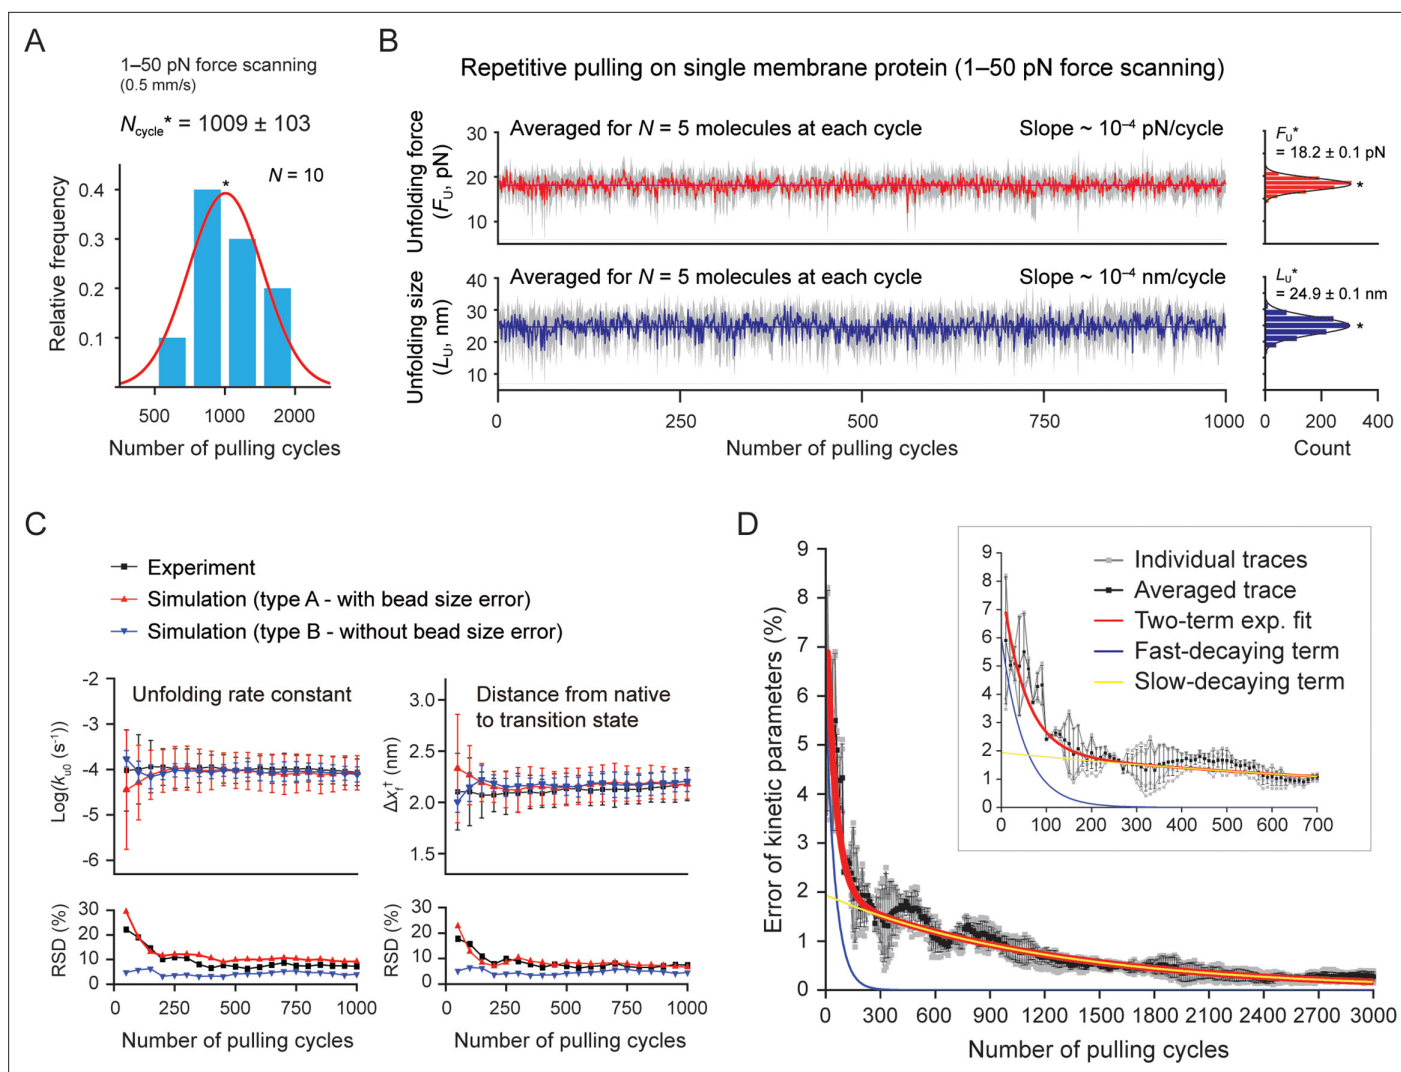 A
1–50 pN force scanning
(0.5 mm/s)
Ncycle* = 1009 ± 103
N = 10
*
0.4
0.3
0.2
0.1
Relative frequency
500 1000 2000
Number of pulling cycles
B
Repetitive pulling on single membrane protein (1–50 pN force scanning)
Averaged for N = 5 molecules at each cycle
Slope ~ 10⁻⁴ pN/cycle
30
20
10
Unfolding force
(FU, pN)
FU*
= 18.2 ± 0.1 pN
*
Averaged for N = 5 molecules at each cycle
Slope ~ 10⁻⁴ nm/cycle
40
30
20
10
Unfolding size
(LU, nm)
LU*
= 24.9 ± 0.1 nm
*
0 250 500 750 1000
Number of pulling cycles
0 200 400
Count
C
Experiment
Simulation (type A - with bead size error)
Simulation (type B - without bead size error)
Unfolding rate constant
-2
-3
-4
-5
-6
Log(ku0 (s⁻¹))
Distance from native
to transition state
3.0
2.5
2.0
1.5
Δxf† (nm)
30
20
10
0
RSD (%)
0 250 500 750 1000
Number of pulling cycles
30
20
10
0
RSD (%)
0 250 500 750 1000
Number of pulling cycles
D
9
8
7
6
5
4
3
2
1
0
Error of kinetic parameters (%)
0 300 600 900 1200 1500 1800 2100 2400 2700 3000
Number of pulling cycles
9
8
7
6
5
4
3
2
1
0
0 100 200 300 400 500 600 700
Individual traces
Averaged trace
Two-term exp. fit
Fast-decaying term
Slow-decaying term